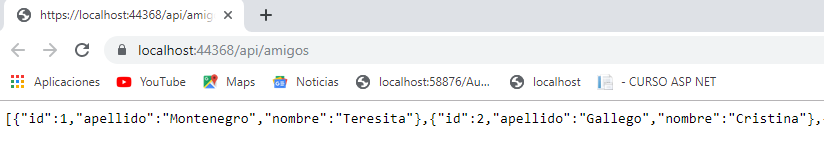 https://localhost:44368/api/amig
localhost:44368/api/amigos
Aplicaciones YouTube Maps Noticias localhost:58876/Au... localhost - CURSO ASP NET
[{"id":1,"apellido":"Montenegro","nombre":"Teresita"},{"id":2,"apellido":"Gallego","nombre":"Cristina"},